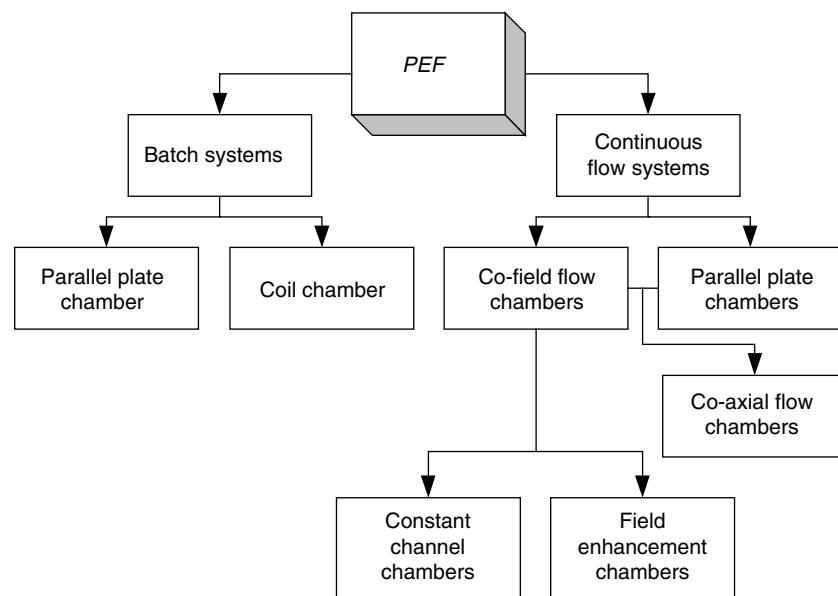 PEF
Batch systems
Continuous
flow systems
Parallel plate
chamber
Coil chamber
Co-field flow
chambers
Parallel plate
chambers
Co-axial flow
chambers
Constant
channel
chambers
Field
enhancement
chambers